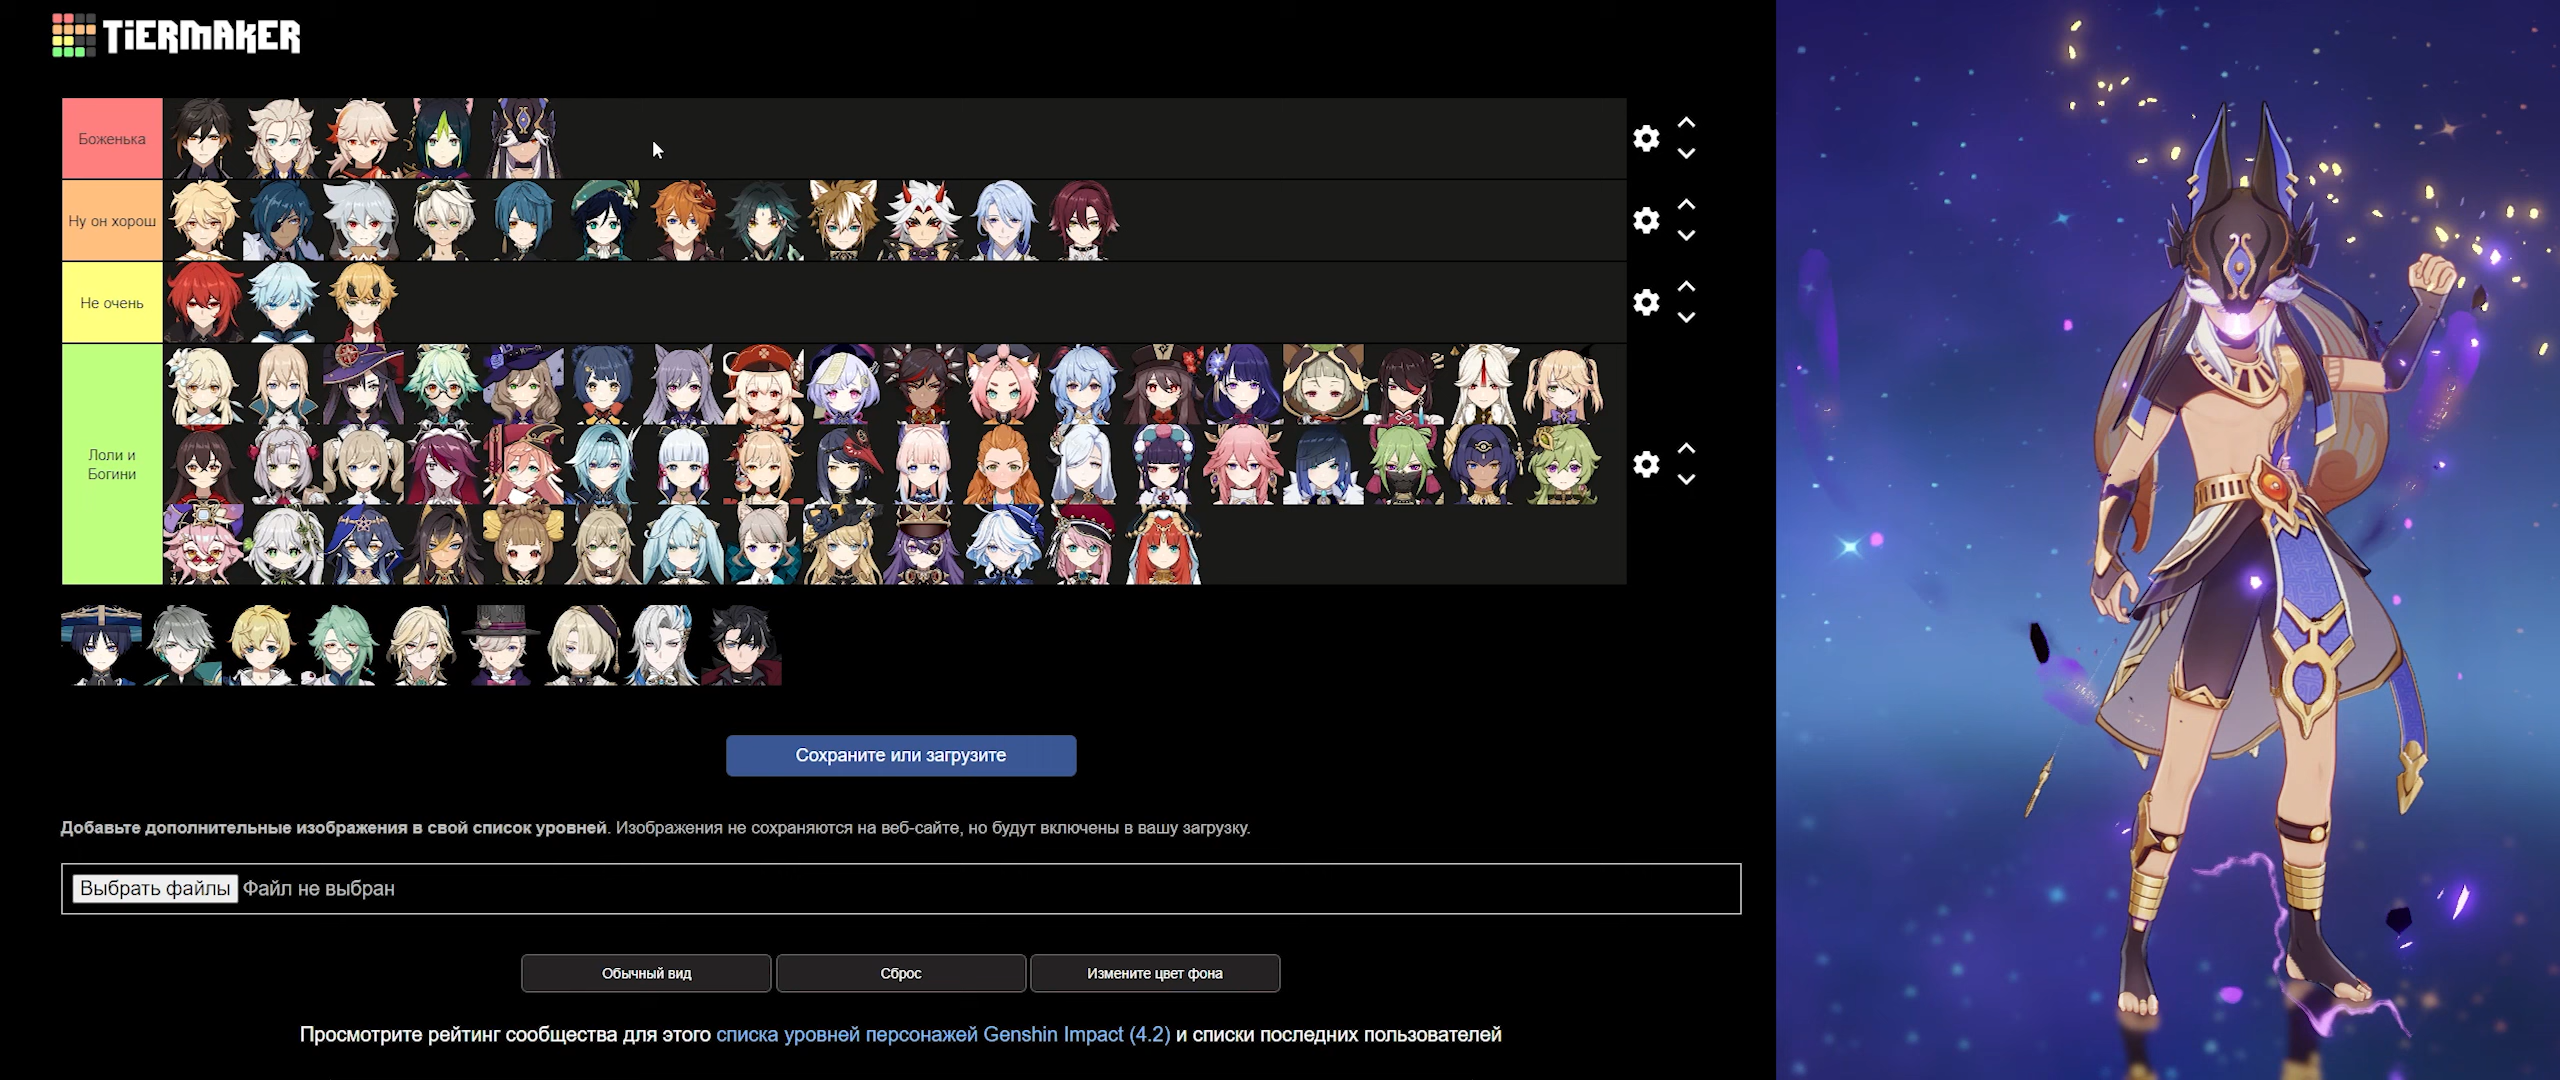 TiERMAKER
Боженька
Ну он хорош
Не очень
Лоли и
Богини
Сохраните или загрузите
Добавьте дополнительные изображения в свой список уровней. Изображения не сохраняются на веб-сайте, но будут включены в вашу загрузку.
Выбрать файлы Файл не выбран
Обычный вид Сброс Измените цвет фона
Просмотрите рейтинг сообщества для этого списка уровней персонажей Genshin Impact (4.2) и списки последних пользователей